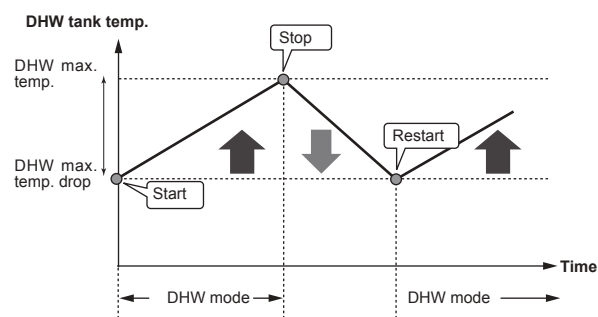 DHW tank temp.
Stop
DHW max.
temp.
Restart
DHW max.
temp. drop
Start
Time
DHW mode
DHW mode